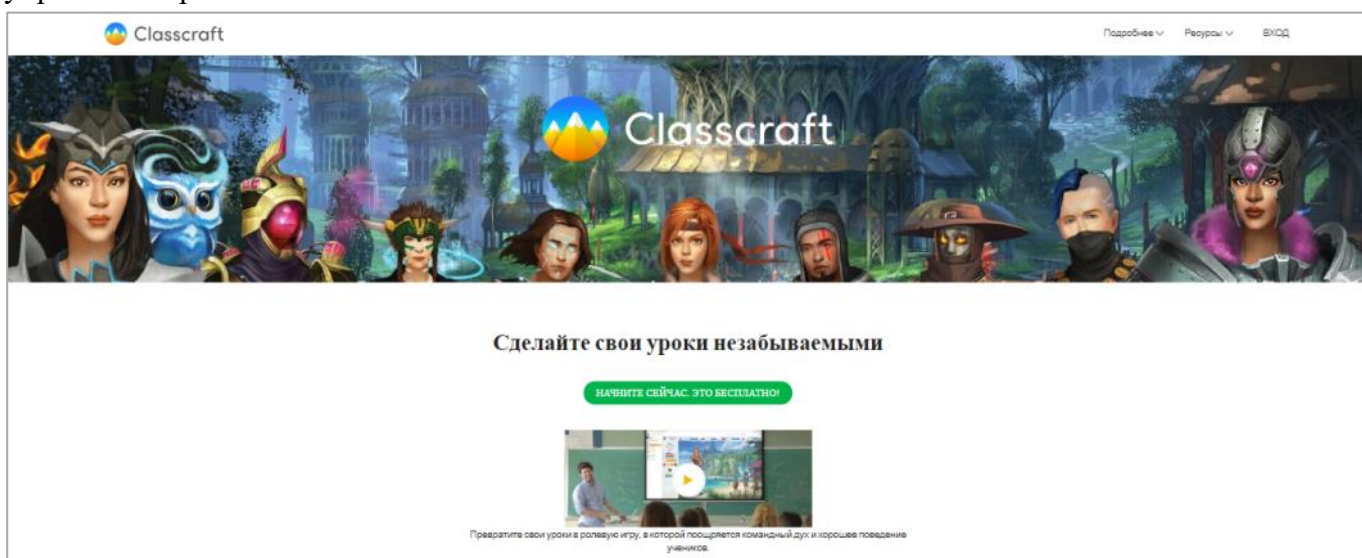 Classcraft
Подробнее
Ресурсы
ВХОД
Classcraft
Сделайте свои уроки незабываемыми
НАЧНИТЕ СЕЙЧАС. ЭТО БЕСПЛАТНО!
Превратите свои уроки в ролевую игру, в которой поощряется командный дух и хорошее поведение
учеников.